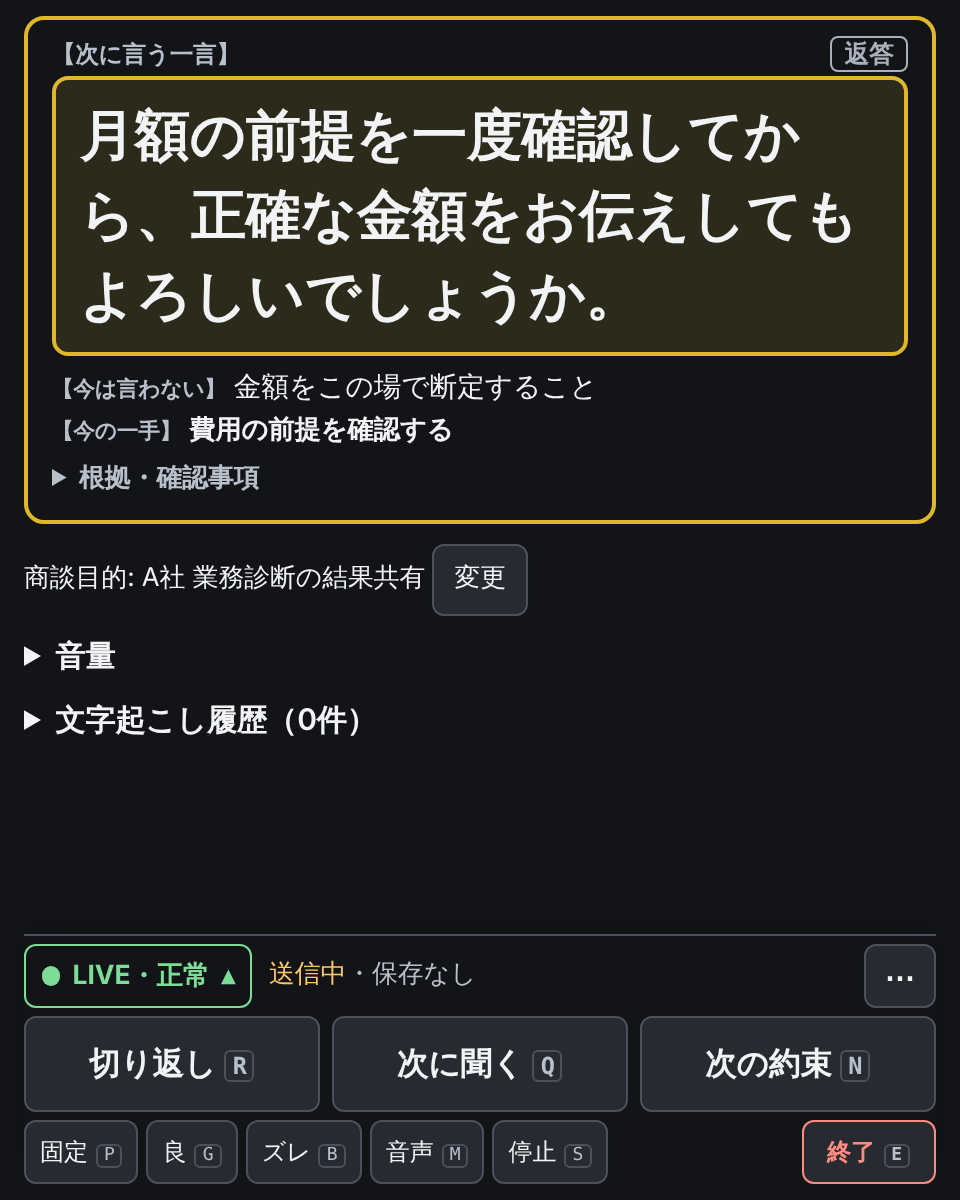 【次に言う一言】 返答
月額の前提を一度確認してか
ら、正確な金額をお伝えしても
よろしいでしょうか。
【今は言わない】 金額をこの場で断定すること
【今の一手】 費用の前提を確認する
▶ 根拠・確認事項
商談目的: A社 業務診断の結果共有 変更
▶ 音量
▶ 文字起こし履歴（0件）
● LIVE・正常 ▲ 送信中・保存なし …
切り返し R 次に聞く Q 次の約束 N
固定 P 良 G ズレ B 音声 M 停止 S 終了 E